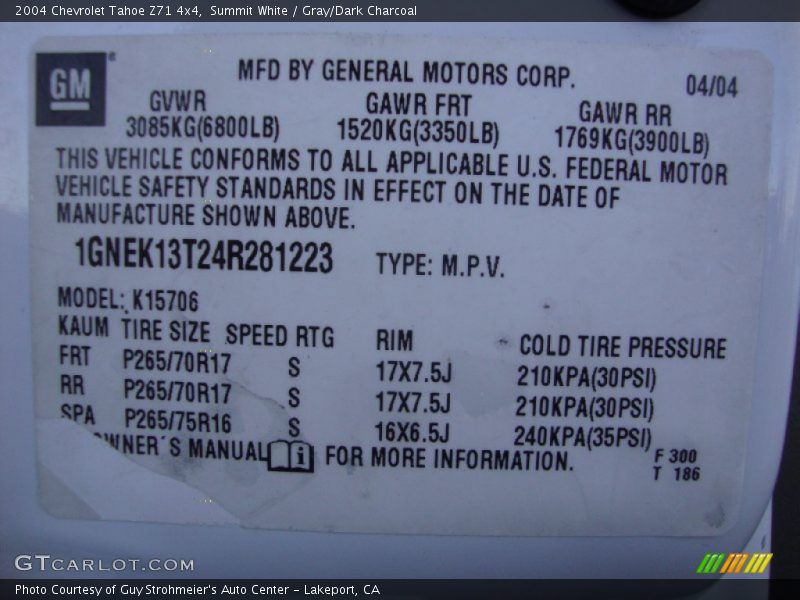 2004 Chevrolet Tahoe Z71 4x4,  Summit White / Gray/Dark Charcoal
GM ®
MFD BY GENERAL MOTORS CORP. 04/04
GVWR GAWR FRT GAWR RR
3085KG(6800LB) 1520KG(3350LB) 1769KG(3900LB)
THIS VEHICLE CONFORMS TO ALL APPLICABLE U.S. FEDERAL MOTOR
VEHICLE SAFETY STANDARDS IN EFFECT ON THE DATE OF
MANUFACTURE SHOWN ABOVE.
1GNEK13T24R281223 TYPE: M.P.V.
MODEL: K15706
KAUM TIRE SIZE SPEED RTG RIM COLD TIRE PRESSURE
FRT P265/70R17 S 17X7.5J 210KPA(30PSI)
RR P265/70R17 S 17X7.5J 210KPA(30PSI)
SPA P265/75R16 S 16X6.5J 240KPA(35PSI)
OWNER´S MANUAL i FOR MORE INFORMATION.
F 300
T 186
GTCARLOT.COM
Photo Courtesy of Guy Strohmeier's Auto Center - Lakeport, CA